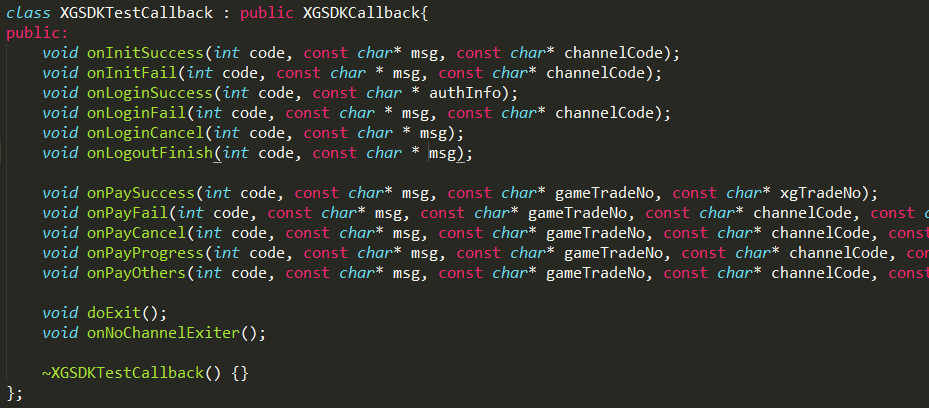 class XGSDKTestCallback : public XGSDKCallback{
public:
    void onInitSuccess(int code, const char* msg, const char* channelCode);
    void onInitFail(int code, const char * msg, const char* channelCode);
    void onLoginSuccess(int code, const char * authInfo);
    void onLoginFail(int code, const char * msg, const char* channelCode);
    void onLoginCancel(int code, const char * msg);
    void onLogoutFinish(int code, const char * msg);
    void onPaySuccess(int code, const char* msg, const char* gameTradeNo, const char* xgTradeNo);
    void onPayFail(int code, const char* msg, const char* gameTradeNo, const char* channelCode, const
    void onPayCancel(int code, const char* msg, const char* gameTradeNo, const char* channelCode,
    void onPayProgress(int code, const char* msg, const char* gameTradeNo, const char* channelCode,
    void onPayOthers(int code, const char* msg, const char* gameTradeNo, const char* channelCode,
    void doExit();
    void onNoChannelExiter();
    ~XGSDKTestCallback() {}
};